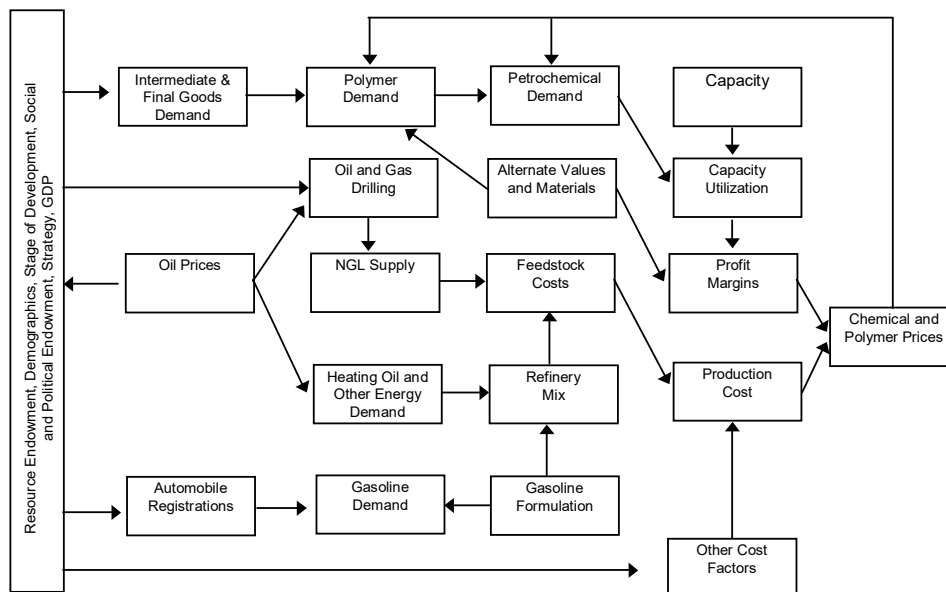 Resource Endowment, Demographics, Stage of Development, Social
and Political Endowment, Strategy, GDP
Intermediate &
Final Goods
Demand
Polymer
Demand
Petrochemical
Demand
Capacity
Oil and Gas
Drilling
Alternate Values
and Materials
Capacity
Utilization
Oil Prices
NGL Supply
Feedstock
Costs
Profit
Margins
Chemical and
Polymer Prices
Heating Oil and
Other Energy
Demand
Refinery
Mix
Production
Cost
Automobile
Registrations
Gasoline
Demand
Gasoline
Formulation
Other Cost
Factors